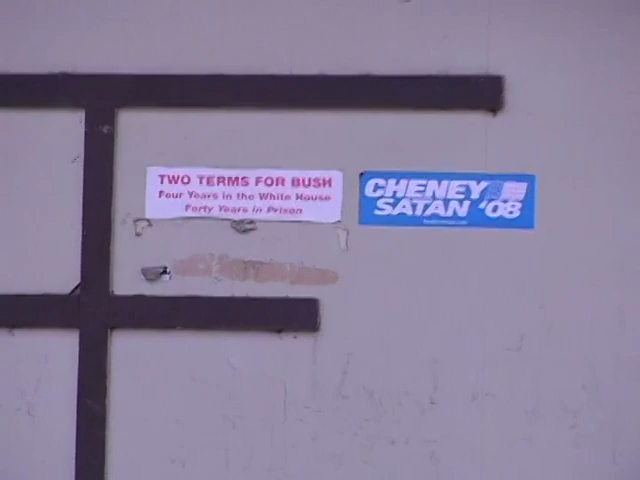 TWO TERMS FOR BUSH
Four Years in the White House
Forty Years in Prison
CHENEY
SATAN '08